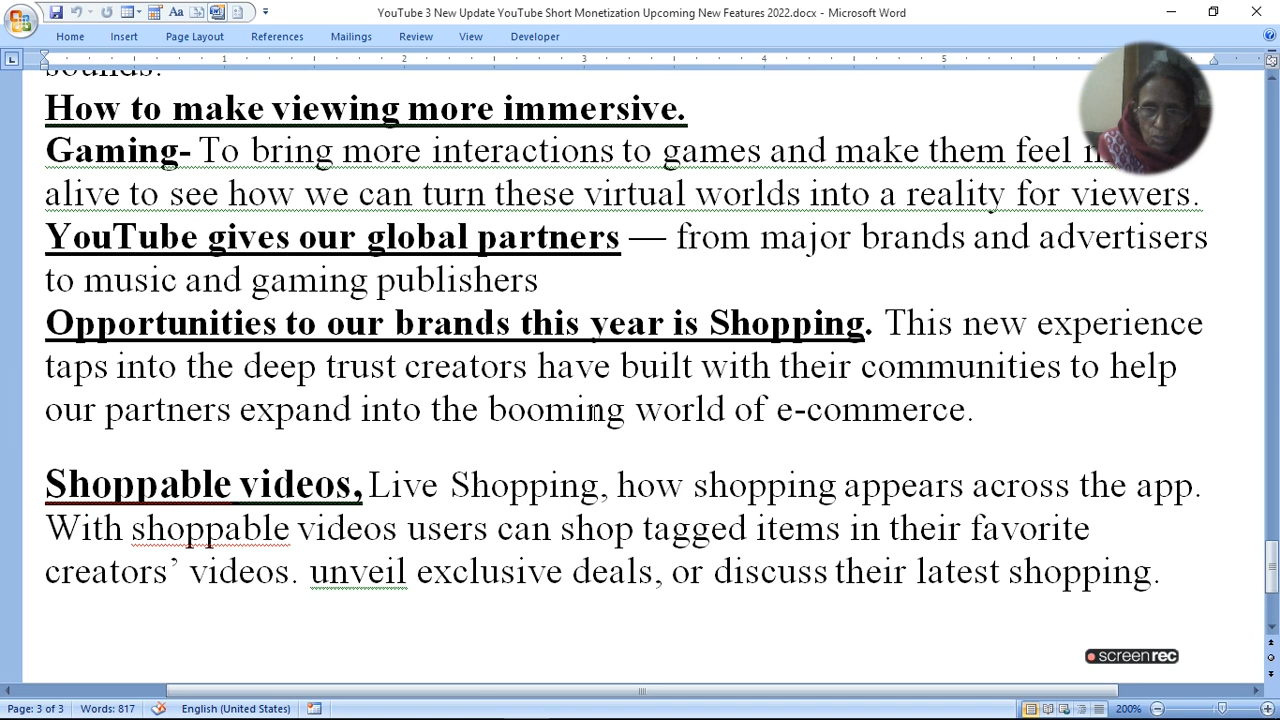 YouTube 3 New Update YouTube Short Monetization Upcoming New Features 2022.docx - Microsoft Word
Home Insert Page Layout References Mailings Review View Developer
1 2 3 4 5
sounds.
How to make viewing more immersive.
Gaming- To bring more interactions to games and make them feel
alive to see how we can turn these virtual worlds into a reality for viewers.
YouTube gives our global partners — from major brands and advertisers
to music and gaming publishers
Opportunities to our brands this year is Shopping. This new experience
taps into the deep trust creators have built with their communities to help
our partners expand into the booming world of e-commerce.
Shoppable videos, Live Shopping, how shopping appears across the app.
With shoppable videos users can shop tagged items in their favorite
creators’ videos. unveil exclusive deals, or discuss their latest shopping.
screenrec
Page: 3 of 3 Words: 817 English (United States) 200%